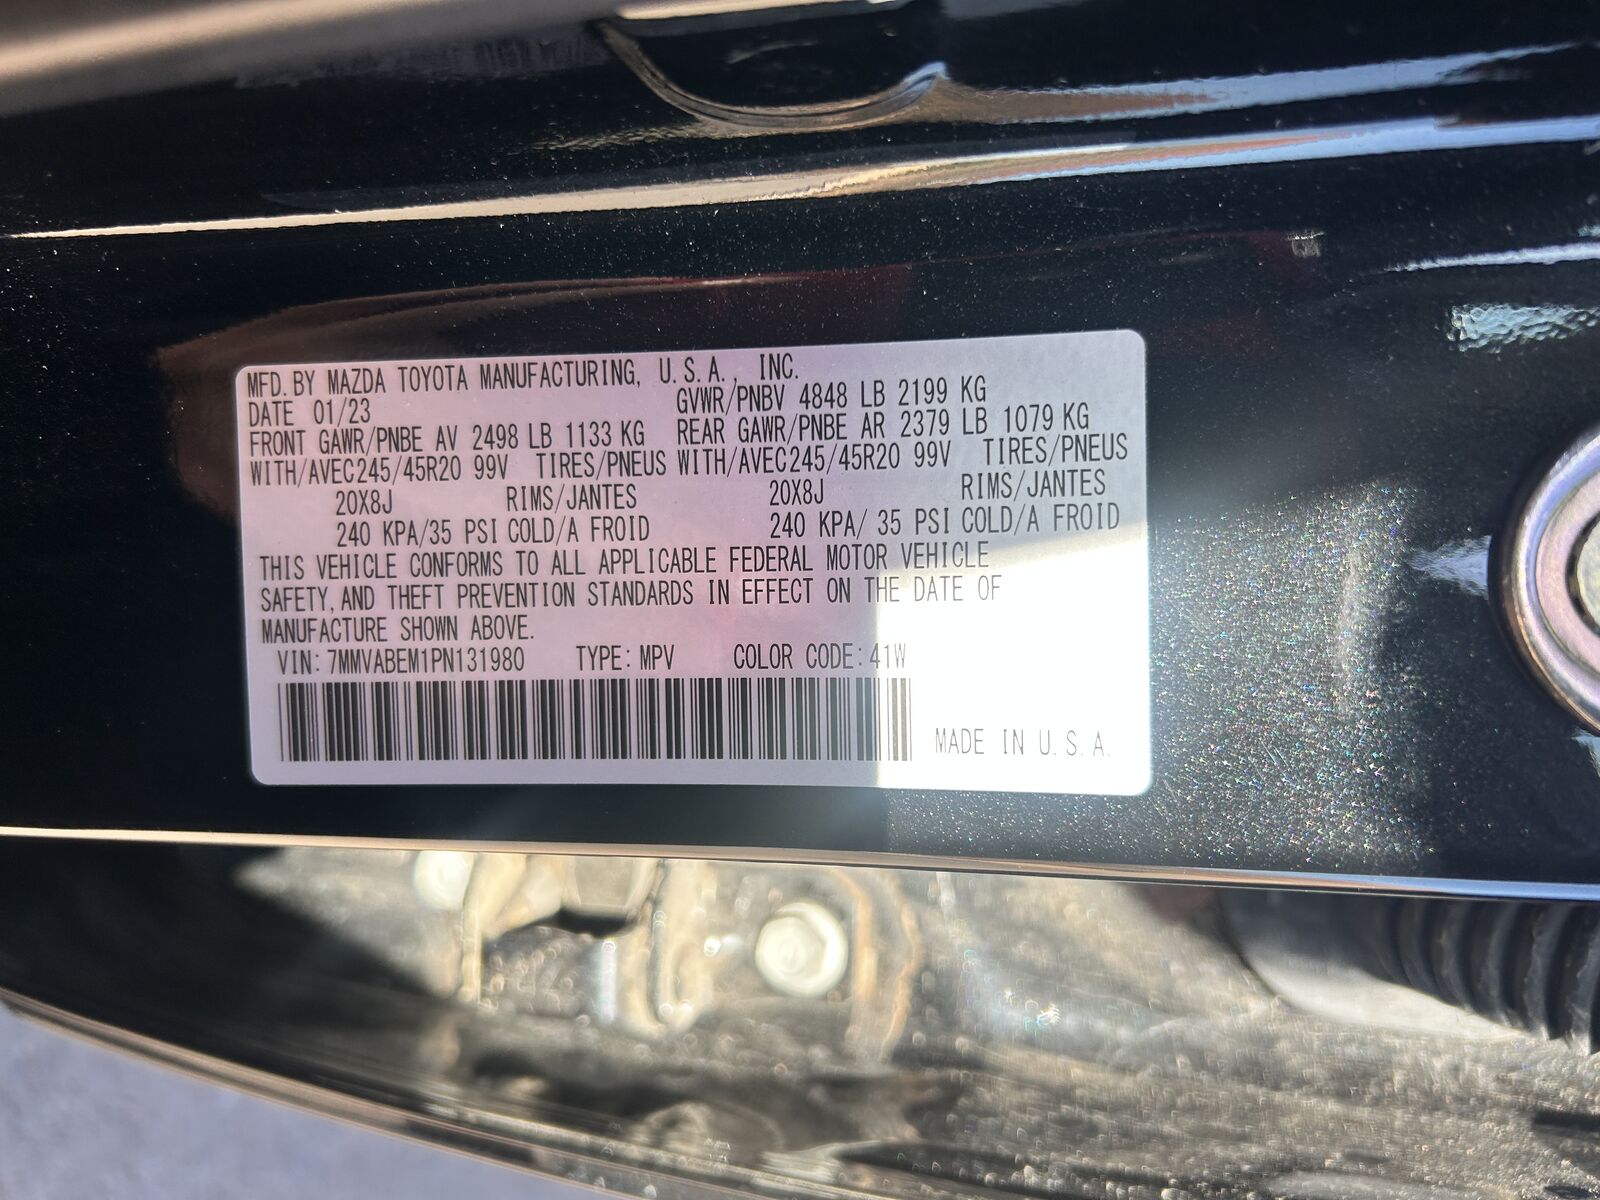 MFD. BY MAZDA TOYOTA MANUFACTURING, U.S.A., INC.
DATE 01/23 GVWR/PNBV 4848 LB 2199 KG
FRONT GAWR/PNBE AV 2498 LB 1133 KG REAR GAWR/PNBE AR 2379 LB 1079 KG
WITH/AVEC245/45R20 99V TIRES/PNEUS WITH/AVEC245/45R20 99V TIRES/PNEUS
20X8J RIMS/JANTES 20X8J RIMS/JANTES
240 KPA/35 PSI COLD/A FROID 240 KPA/ 35 PSI COLD/A FROID
THIS VEHICLE CONFORMS TO ALL APPLICABLE FEDERAL MOTOR VEHICLE
SAFETY, AND THEFT PREVENTION STANDARDS IN EFFECT ON THE DATE OF
MANUFACTURE SHOWN ABOVE.
VIN: 7MMVABEM1PN131980 TYPE: MPV COLOR CODE: 41W
MADE IN U.S.A.